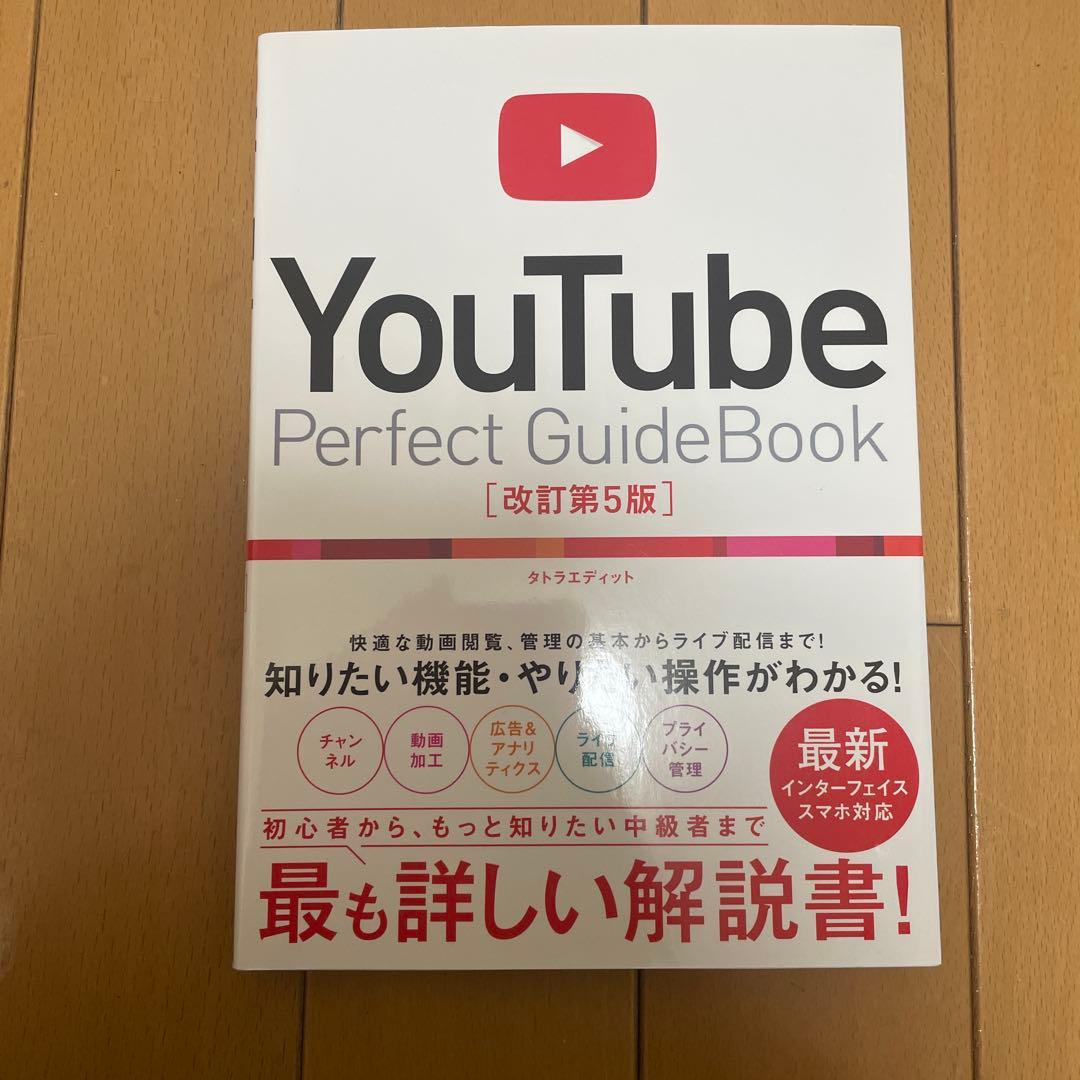 YouTube
Perfect GuideBook
[改訂第5版]
タトラエディット
快適な動画閲覧、管理の基本からライブ配信まで!
知りたい機能・やりたい操作がわかる!
チャン
ネル
動画
加工
広告&
アナリ
ティクス
ライブ
配信
プライ
バシー
管理
最新
インターフェイス
スマホ対応
初心者から、もっと知りたい中級者まで
最も詳しい解説書!